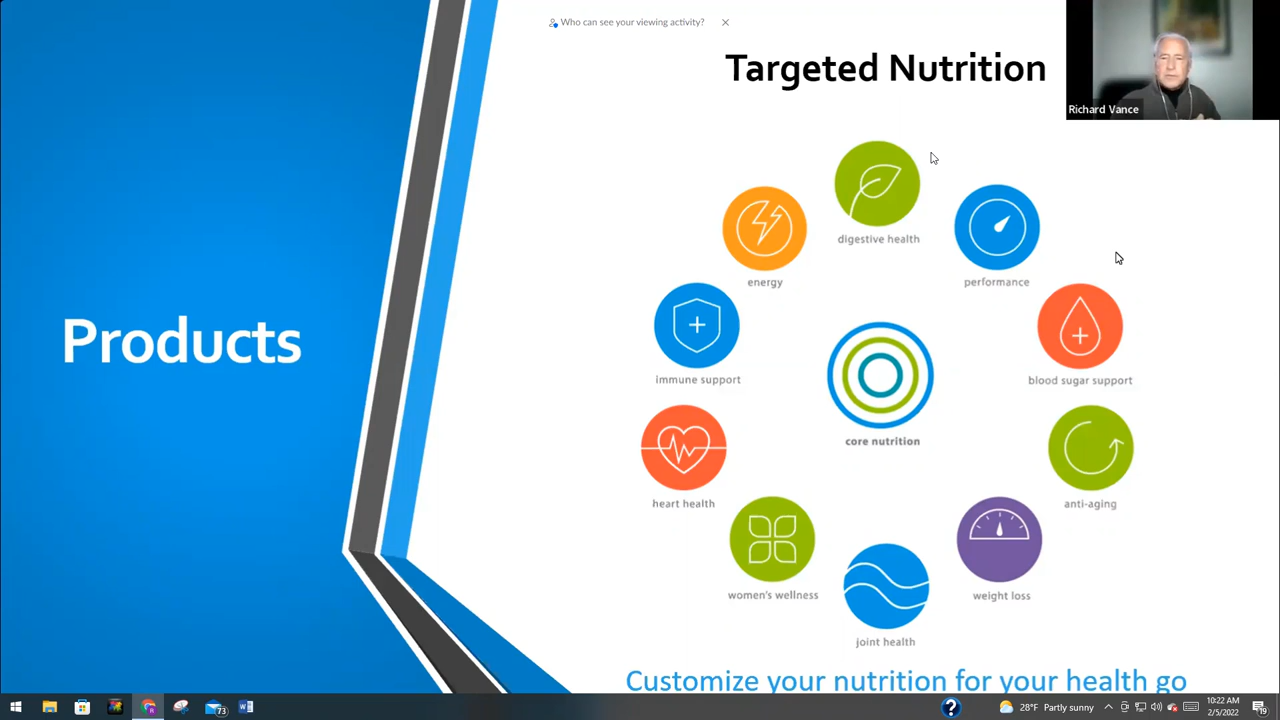 Who can see your viewing activity?
Targeted Nutrition
Richard Vance
Products
digestive health
energy
performance
immune support
blood sugar support
core nutrition
heart health
anti-aging
women's wellness
weight loss
joint health
Customize your nutrition for your health go
73
28°F Partly sunny
10:22 AM
2/5/2022
19